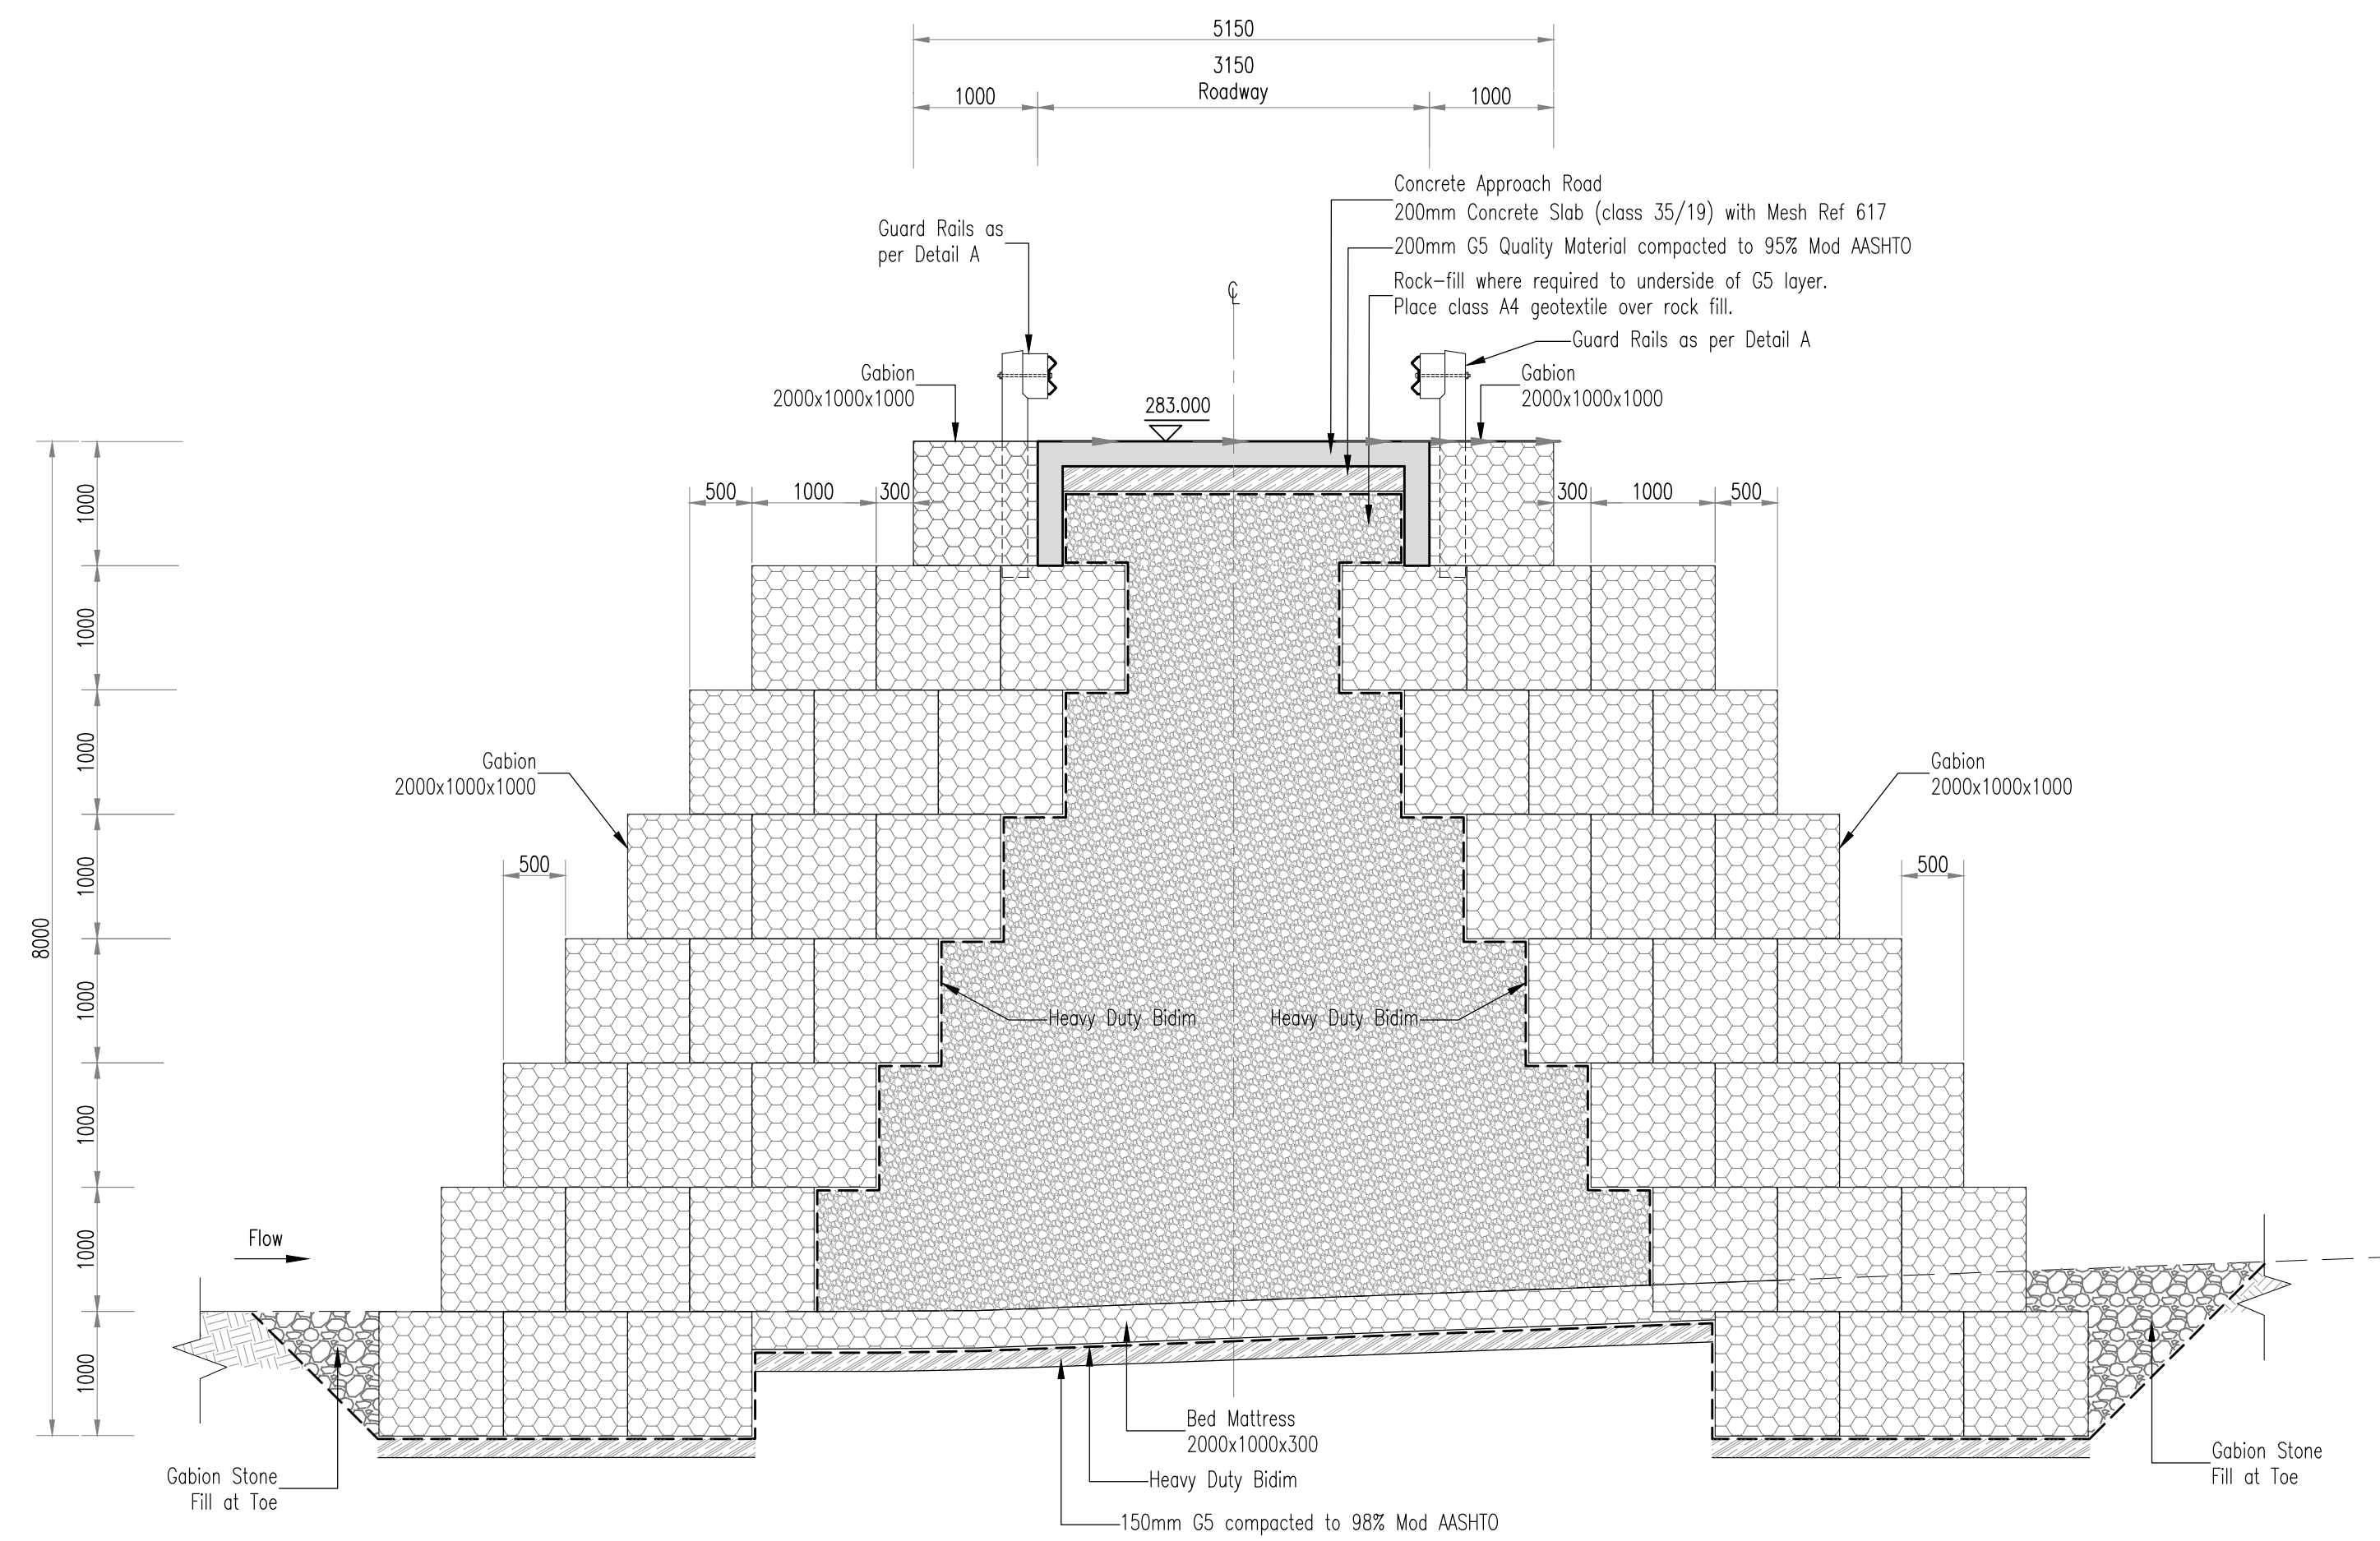 5150
3150
Roadway
1000
1000
Concrete Approach Road
200mm Concrete Slab (class 35/19) with Mesh Ref 617
200mm G5 Quality Material compacted to 95% Mod AASHTO
Rock-fill where required to underside of G5 layer.
Place class A4 geotextile over rock fill.
Guard Rails as
per Detail A
℄
Guard Rails as per Detail A
Gabion
2000x1000x1000
283.000
Gabion
2000x1000x1000
500
1000
300
300
1000
500
8000
1000
1000
1000
1000
1000
1000
1000
1000
Gabion
2000x1000x1000
Gabion
2000x1000x1000
500
500
Heavy Duty Bidim
Heavy Duty Bidim
Flow
Bed Mattress
2000x1000x300
Heavy Duty Bidim
150mm G5 compacted to 98% Mod AASHTO
Gabion Stone
Fill at Toe
Gabion Stone
Fill at Toe